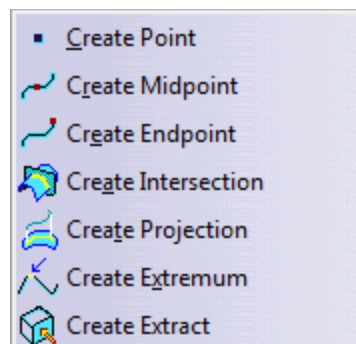 Create Point
Create Midpoint
Create Endpoint
Create Intersection
Create Projection
Create Extremum
Create Extract